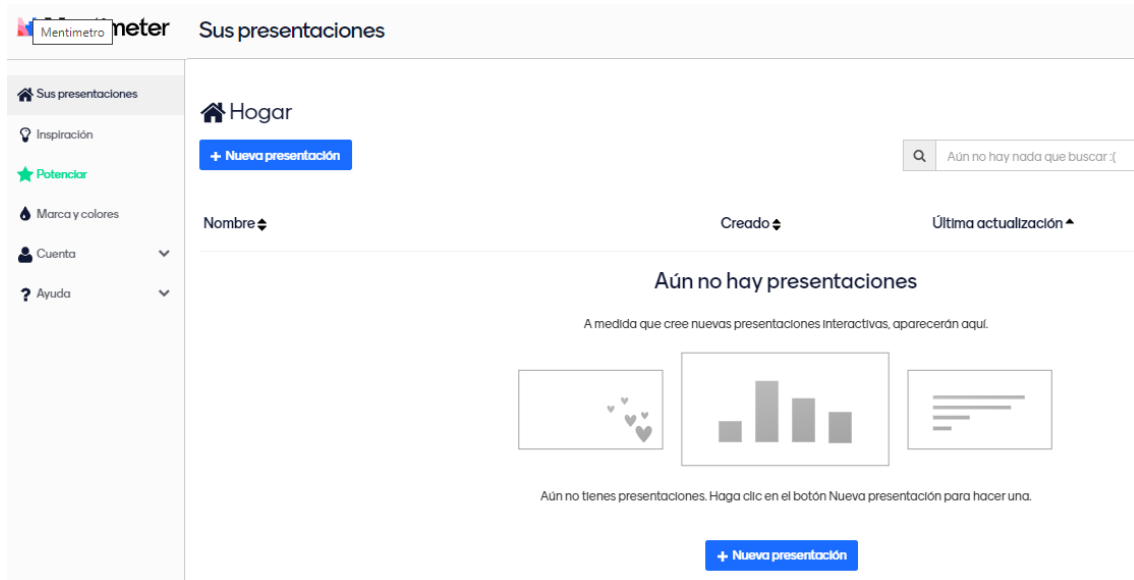 Mentimetro
meter
Sus presentaciones
Sus presentaciones
Inspiración
Potenciar
Marca y colores
Cuenta
? Ayuda
Hogar
+ Nueva presentación
Aún no hay nada que buscar :(
Nombre
Creado
Última actualización
Aún no hay presentaciones
A medida que cree nuevas presentaciones interactivas, aparecerán aquí.
Aún no tienes presentaciones. Haga clic en el botón Nueva presentación para hacer una.
+ Nueva presentación